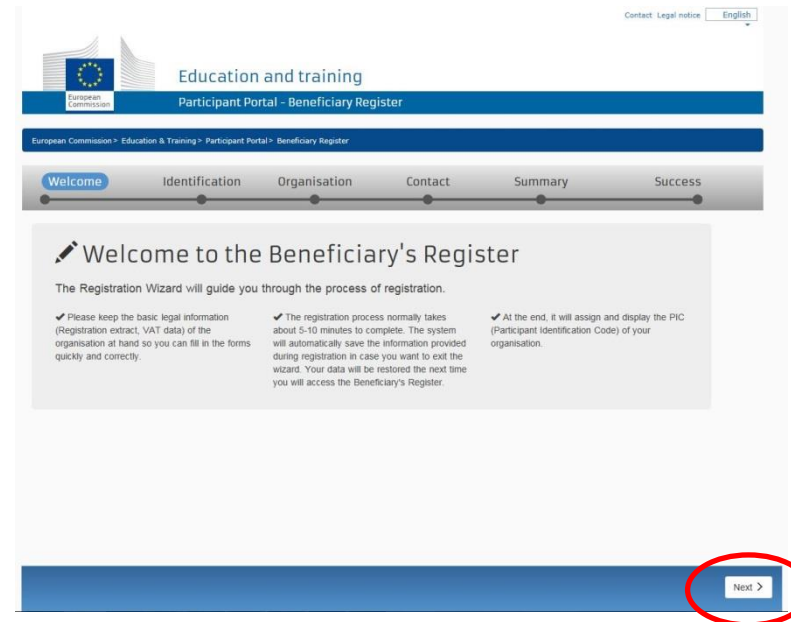 Contact Legal notice English
Education and training
European
Commission
Participant Portal - Beneficiary Register
European Commission > Education & Training > Participant Portal > Beneficiary Register
Welcome Identification Organisation Contact Summary Success
Welcome to the Beneficiary's Register
The Registration Wizard will guide you through the process of registration.
Please keep the basic legal information
(Registration extract, VAT data) of the
organisation at hand so you can fill in the forms
quickly and correctly.
The registration process normally takes
about 5-10 minutes to complete. The system
will automatically save the information provided
during registration in case you want to exit the
wizard. Your data will be restored the next time
you will access the Beneficiary's Register.
At the end, it will assign and display the PIC
(Participant Identification Code) of your
organisation.
Next >